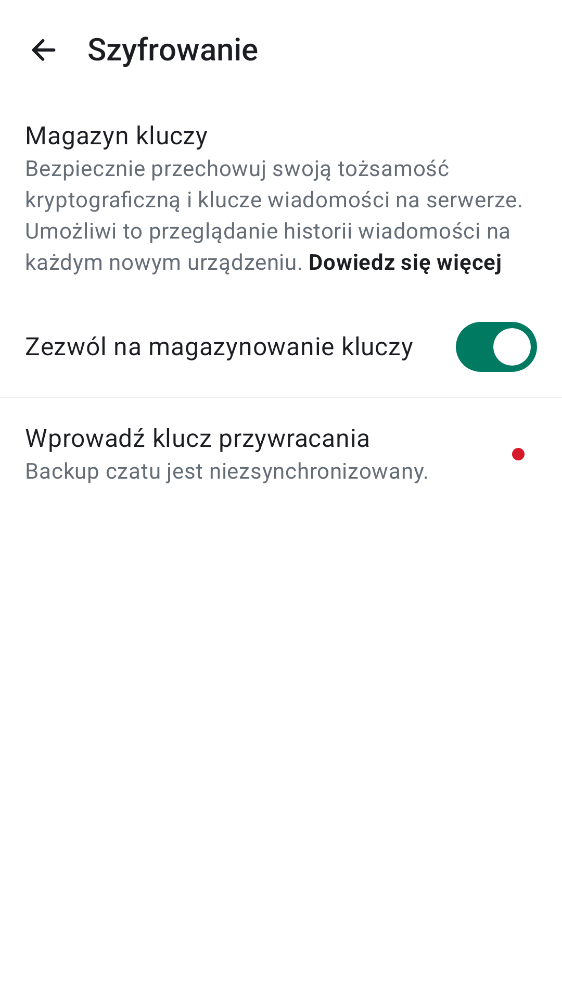 Szyfrowanie
Magazyn kluczy
Bezpiecznie przechowuj swoją tożsamość
kryptograficzną i klucze wiadomości na serwerze.
Umożliwi to przeglądanie historii wiadomości na
każdym nowym urządzeniu. Dowiedz się więcej
Zezwól na magazynowanie kluczy
Wprowadź klucz przywracania
Backup czatu jest niezsynchronizowany.